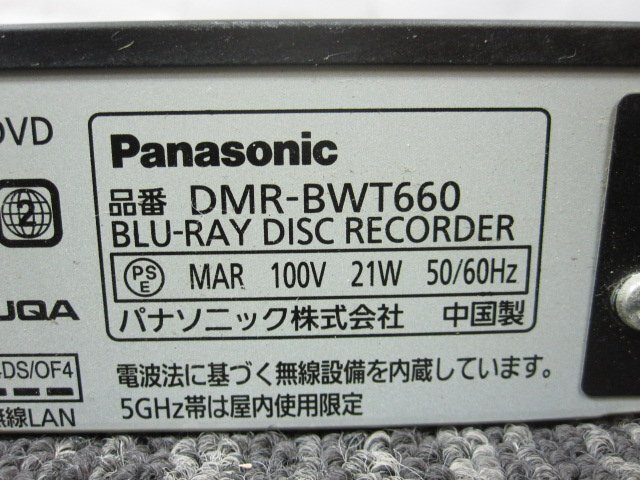 DVD
2
UQA
DS/OF4
無線LAN
Panasonic
品番 DMR-BWT660
BLU-RAY DISC RECORDER
PS E MAR 100V 21W 50/60Hz
パナソニック株式会社 中国製
電波法に基づく無線設備を内蔵しています。
5GHz帯は屋内使用限定